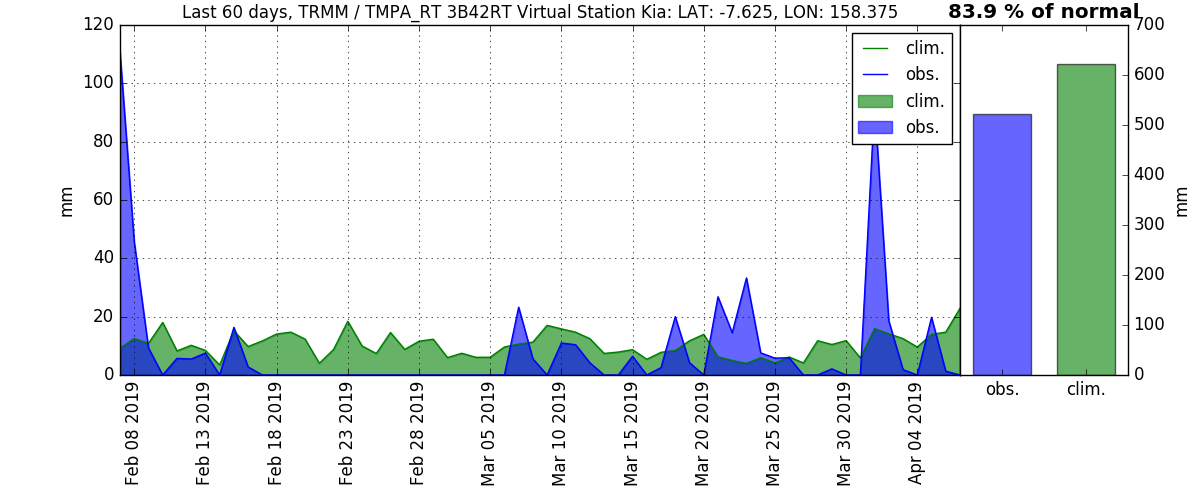 Last 60 days, TRMM / TMPA_RT 3B42RT Virtual Station Kia: LAT: -7.625, LON: 158.375
83.9 % of normal
120
100
80
60
40
20
0
mm
clim.
obs.
clim.
obs.
Feb 08 2019
Feb 13 2019
Feb 18 2019
Feb 23 2019
Feb 28 2019
Mar 05 2019
Mar 10 2019
Mar 15 2019
Mar 20 2019
Mar 25 2019
Mar 30 2019
Apr 04 2019
700
600
500
400
300
200
100
0
mm
obs.
clim.